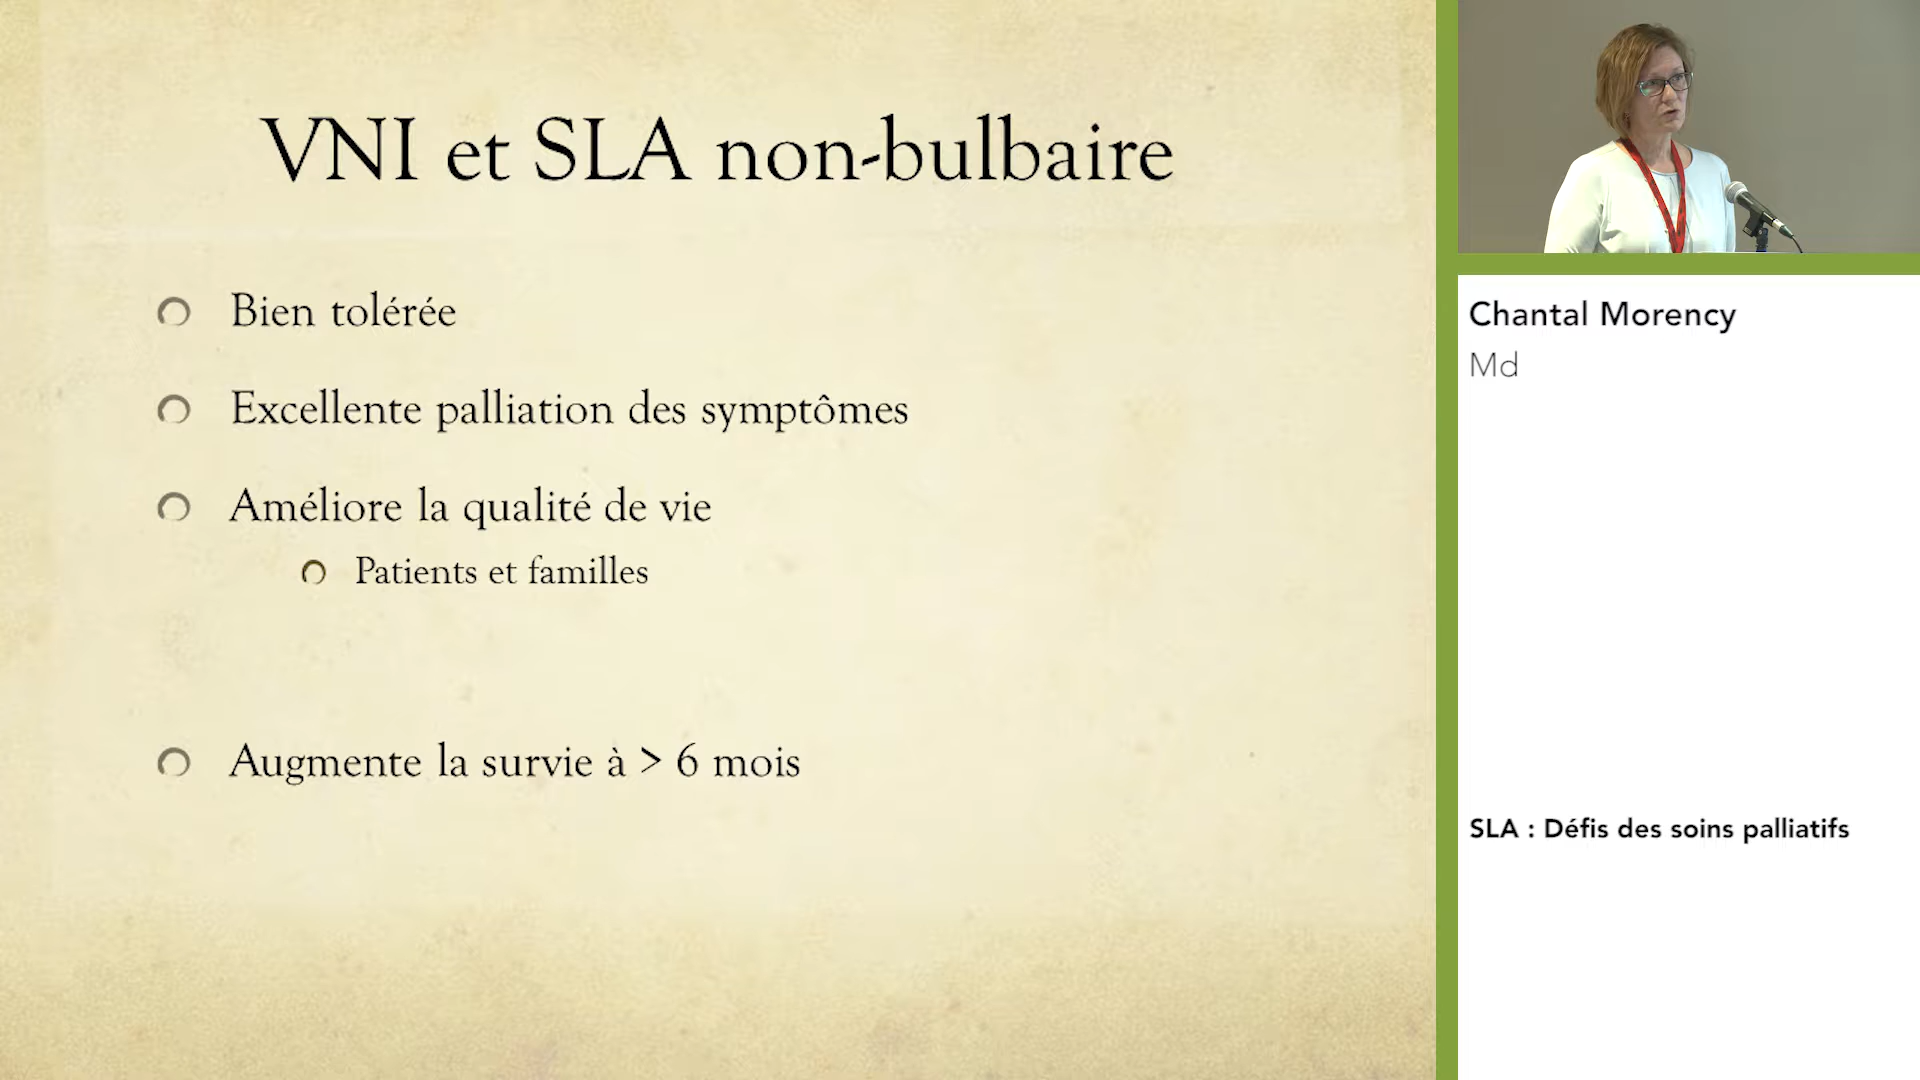 VNI et SLA non-bulbaire
Bien tolérée
Excellente palliation des symptômes
Améliore la qualité de vie
Patients et familles
Augmente la survie à > 6 mois
Chantal Morency
Md
SLA : Défis des soins palliatifs